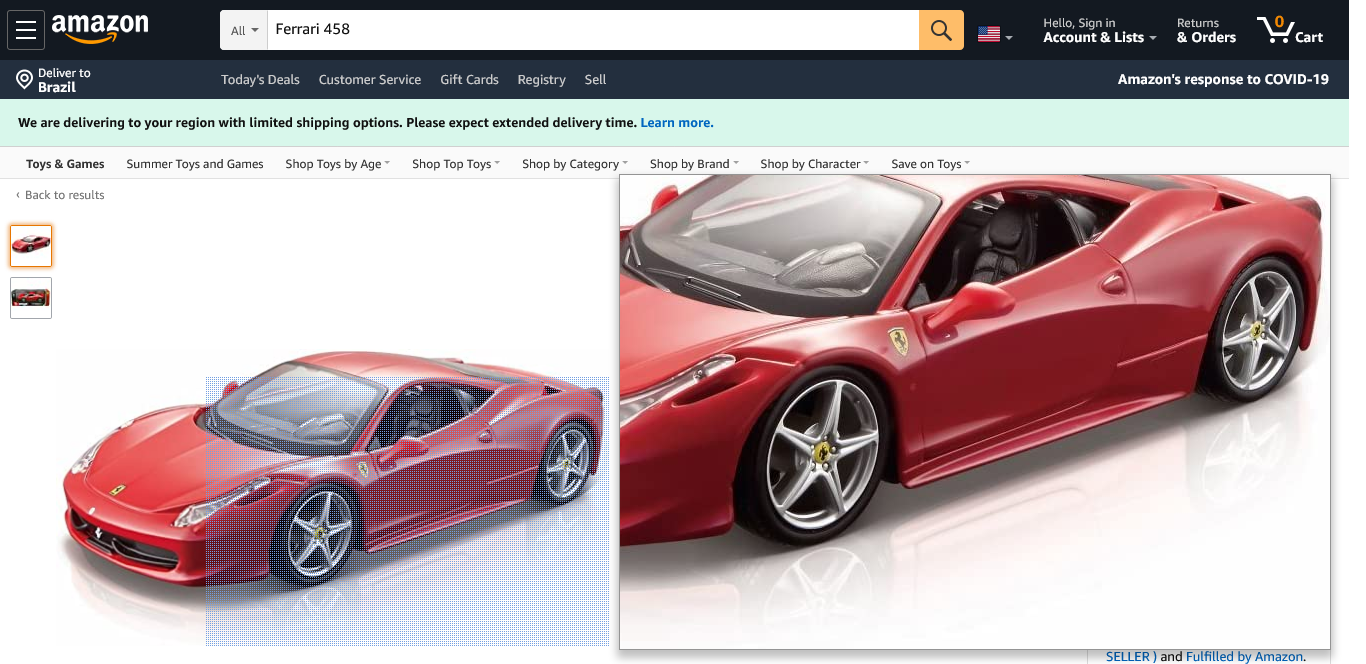 amazon
All
Ferrari 458
Hello, Sign in
Account & Lists
Returns
& Orders
0
Cart
Deliver to
Brazil
Today's Deals
Customer Service
Gift Cards
Registry
Sell
Amazon's response to COVID-19
We are delivering to your region with limited shipping options. Please expect extended delivery time. Learn more.
Toys & Games
Summer Toys and Games
Shop Toys by Age
Shop Top Toys
Shop by Category
Shop by Brand
Shop by Character
Save on Toys
‹ Back to results
SELLER ) and Fulfilled by Amazon.